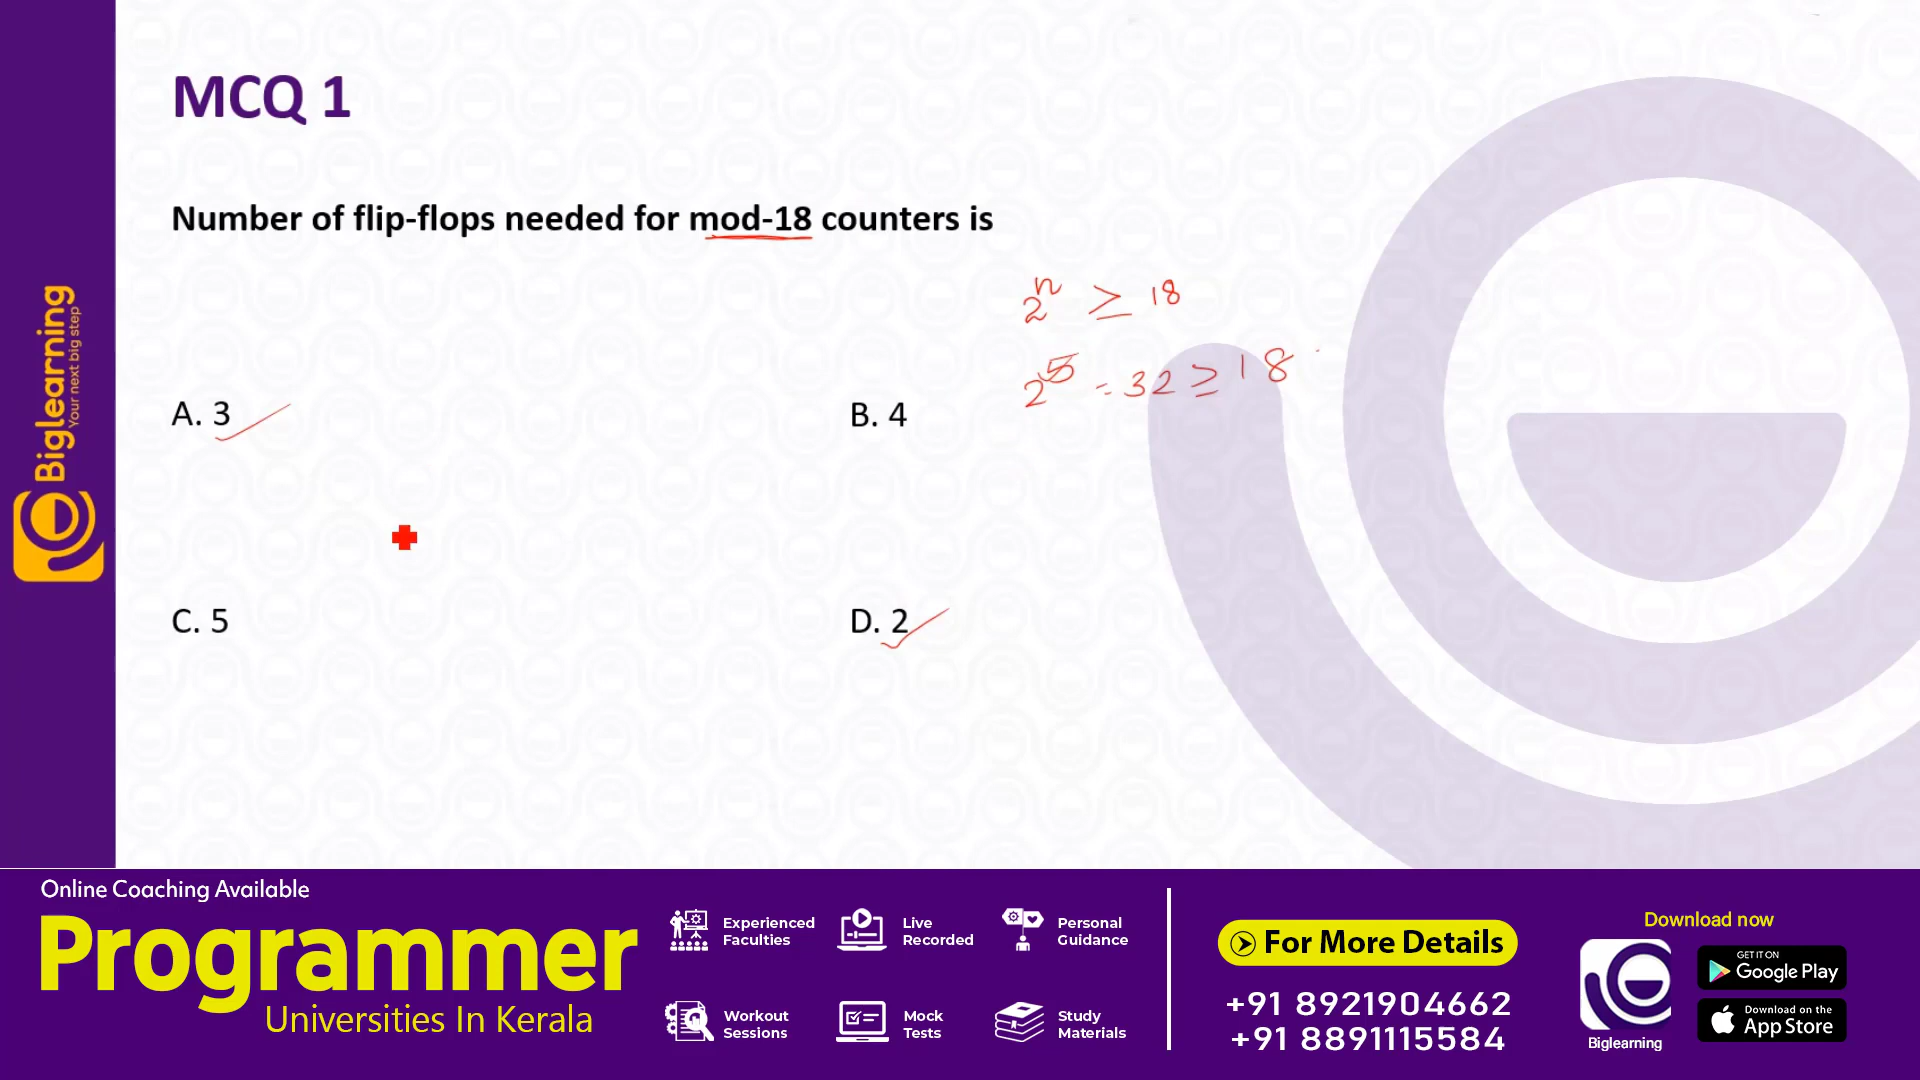 MCQ 1
Number of flip-flops needed for mod-18 counters is
2ⁿ ≥ 18
2⁵ = 32 ≥ 18
A. 3
B. 4
C. 5
D. 2
Biglearning
Your next big step
Online Coaching Available
Programmer
Universities In Kerala
Experienced
Faculties
Live
Recorded
Personal
Guidance
Workout
Sessions
Mock
Tests
Study
Materials
For More Details
+91 8921904662
+91 8891115584
Download now
Biglearning
GET IT ON
Google Play
Download on the
App Store